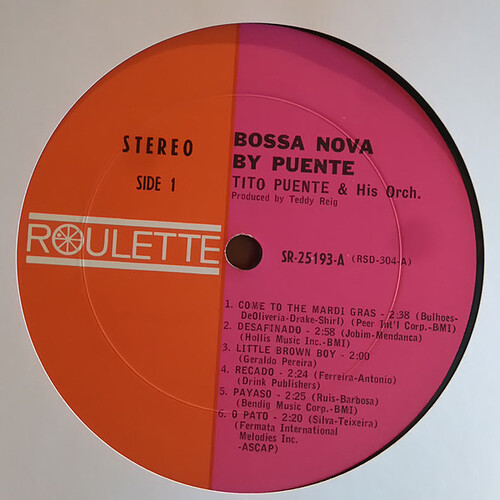 STEREO
SIDE 1
ROULETTE
BOSSA NOVA
BY PUENTE
TITO PUENTE & His Orch.
Produced by Teddy Reig
SR-25193-A (RSD-304-A)
1. COME TO THE MARDI GRAS - 2:38 (Bulhoes-
DeOliveria-Drake-Shirl) (Peer Int'l Corp.-BMI)
2. DESAFINADO - 2:58 (Jobim-Mendanca)
(Hollis Music Inc.-BMI)
3. LITTLE BROWN BOY - 2:00
(Geraldo Pereira)
4. RECADO - 2:24 (Ferreira-Antonio)
(Drink Publishers)
5. PAYASO - 2:25 (Ruis-Barbosa)
(Bendig Music Corp.-BMI)
6. O PATO - 2:20 (Silva-Teixeira)
(Fermata International
Melodies Inc.
-ASCAP)